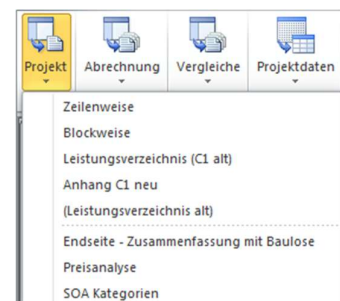 Projekt Abrechnung Vergleiche Projektdaten
Zeilenweise
Blockweise
Leistungsverzeichnis (C1 alt)
Anhang C1 neu
(Leistungsverzeichnis alt)
Endseite - Zusammenfassung mit Baulose
Preisanalyse
SOA Kategorien